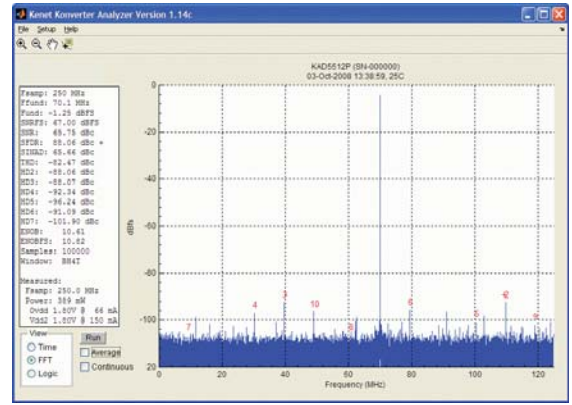 Kenet Konverter Analyzer Version 1.14c
File Setup Help
KAD5512P (SN-000000)
03-Oct-2008 13:38:59, 25C
Fsamp: 250 MHz
Ffund: 70.1 MHz
Fund: -1.25 dBFS
SNRFS: 67.00 dBFS
SNR: 65.75 dBc
SFDR: 88.06 dBc +
SINAD: 65.66 dBc
THD: -82.47 dBc
HD2: -88.06 dBc
HD3: -88.07 dBc
HD4: -92.34 dBc
HD5: -96.24 dBc
HD6: -91.09 dBc
HD7: -101.90 dBc
ENOB: 10.61
ENOBFS: 10.82
Samples: 100000
Window: BH4T
Measured:
Fsamp: 250.0 MHz
Power: 389 mW
Ovdd 1.80V @ 66 mA
Vdd2 1.80V @ 150 mA
View
Time
FFT
Logic
Run
Average
Continuous
dBfs
0
-20
-40
-60
-80
-100
20
0 20 40 60 80 100 120
Frequency (MHz)
7
4
3
10
8
6
5
9